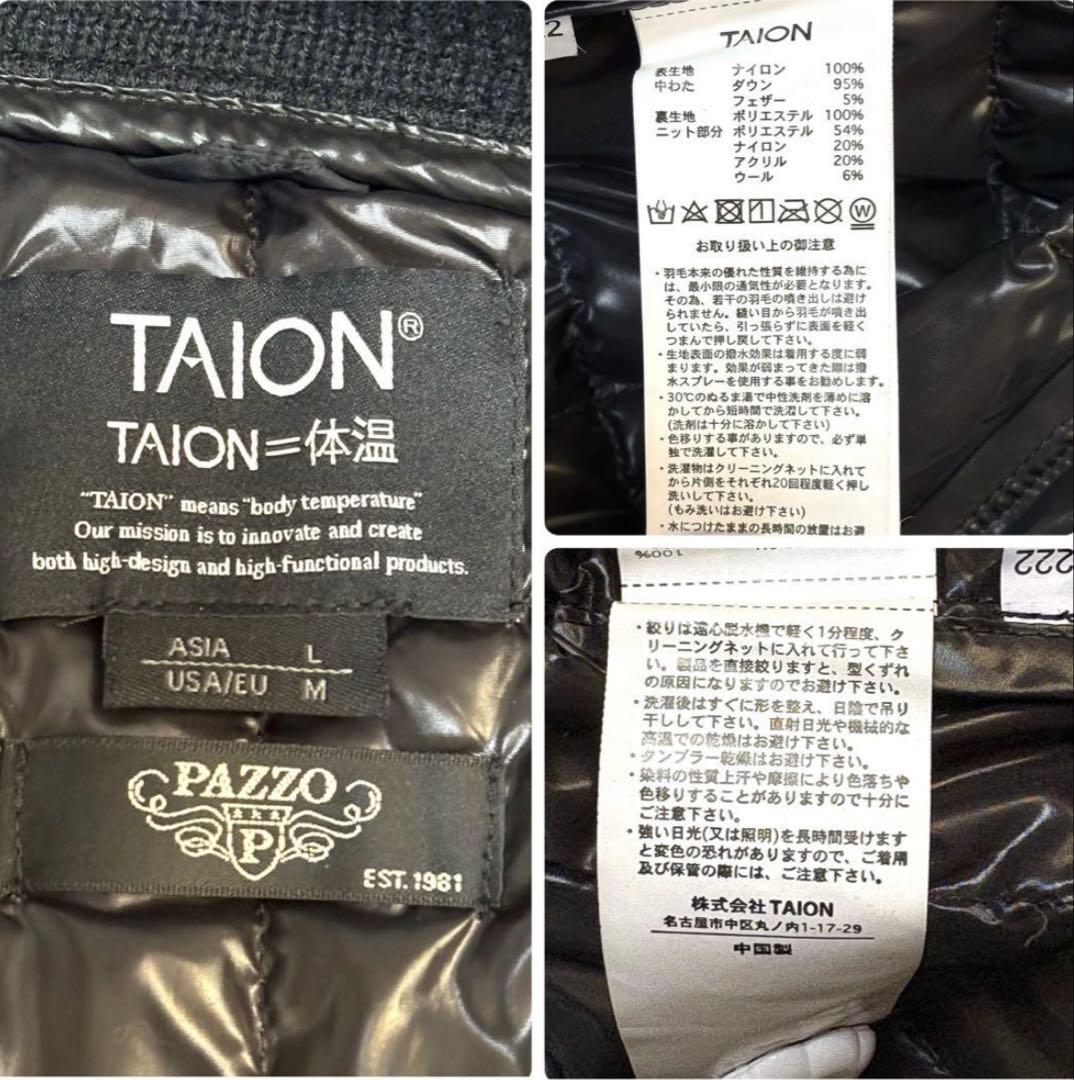 TAION®
TAION=体温
"TAION" means "body temperature"
Our mission is to innovate and create
both high-design and high-functional products.
ASIA L
USA/EU M
PAZZO
P
EST.1981
2
TAION
表生地 ナイロン 100%
中わた ダウン 95%
フェザー 5%
裏生地 ポリエステル 100%
ニット部分 ポリエステル 54%
ナイロン 20%
アクリル 20%
ウール 6%
W
お取り扱い上の御注意
・羽毛本来の優れた性質を維持する為に
は、最小限の通気性が必要となります。
その為、若干の羽毛の噴き出しは避け
られません。縫い目から羽毛が噴き出
していたら、引っ張らずに表面を軽く
つまんで押し戻して下さい。
・生地表面の撥水効果は着用する度に弱
まります。効果が弱まってきた際は撥
水スプレーを使用する事をお勧めします。
・30℃のぬるま湯で中性洗剤を薄めに溶
かしてから短時間で洗濯して下さい。
(洗剤は十分に溶かして下さい)
・色移りする事がありますので、必ず単
独で洗濯して下さい。
・洗濯物はクリーニングネットに入れて
から片側をそれぞれ20回程度軽く押し
洗いして下さい。
(もみ洗いはお避け下さい)
・水につけたままの長時間の放置はお避
100%
222
・絞りは遠心脱水機で軽く1分程度、ク
リーニングネットに入れて行って下さ
い。製品を直接絞りますと、型くずれ
の原因になりますのでお避け下さい。
・洗濯後はすぐに形を整え、日陰で吊り
干しして下さい。直射日光や機械的な
高温での乾燥はお避け下さい。
・タンブラー乾燥はお避け下さい。
・染料の性質上汗や摩擦により色落ちや
色移りすることがありますので十分に
ご注意下さい。
・強い日光(又は照明)を長時間受けます
と変色の恐れがありますので、ご着用
及び保管の際には、ご注意下さい。
株式会社TAION
名古屋市中区丸ノ内1-17-29
中国製